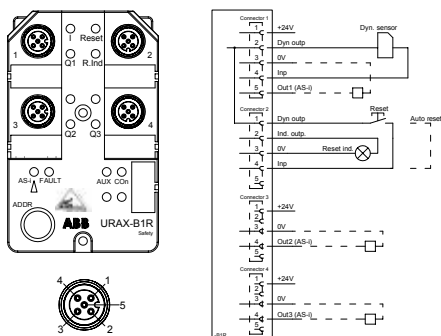 I Reset
1 2
Q1 R.Ind
3 4
Q2 Q3
AS-i FAULT AUX COn
ADDR
ABB URAX-B1R
Safety
4 1
5
3 2
Connector 1
1 +24V
2 Dyn outp
3 0V
4 Inp
5 Out1 (AS-i)
Dyn. sensor
Connector 2
1 Dyn outp
2 Ind. outp.
3 0V
4 Inp
5
Reset
Reset ind.
Auto reset
Connector 3
1 +24V
2
3 0V
4 Out2 (AS-i)
5
Connector 4
1 +24V
2
3 0V
4 Out3 (AS-i)
5